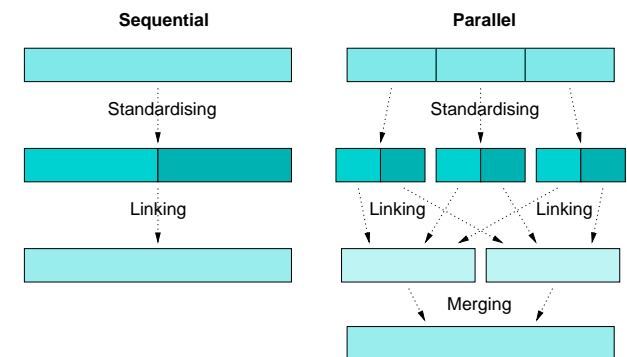 Sequential
Parallel
Standardising
Standardising
Linking
Linking
Linking
Merging